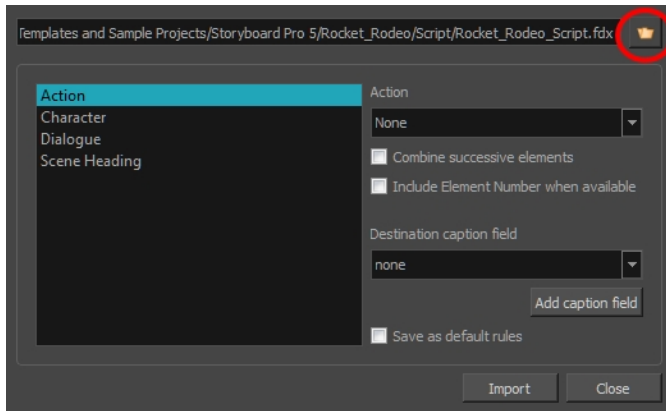 Templates and Sample Projects/Storyboard Pro 5/Rocket_Rodeo/Script/Rocket_Rodeo_Script.fdx
Action
Character
Dialogue
Scene Heading
Action
None
Combine successive elements
Include Element Number when available
Destination caption field
none
Add caption field
Save as default rules
Import
Close